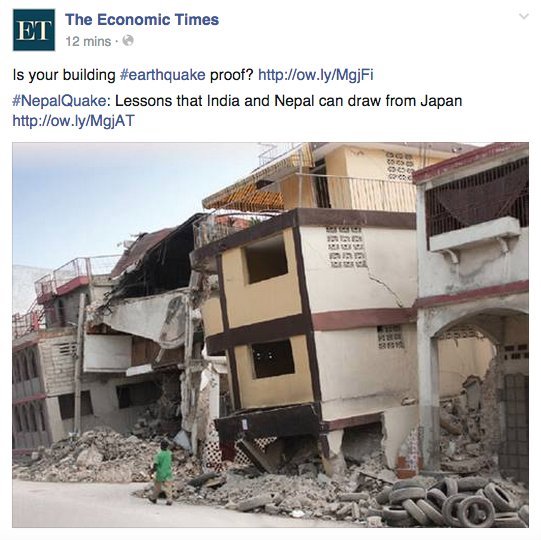 ET
The Economic Times
12 mins ·
Is your building #earthquake proof? http://ow.ly/MgjFi
#NepalQuake: Lessons that India and Nepal can draw from Japan
http://ow.ly/MgjAT